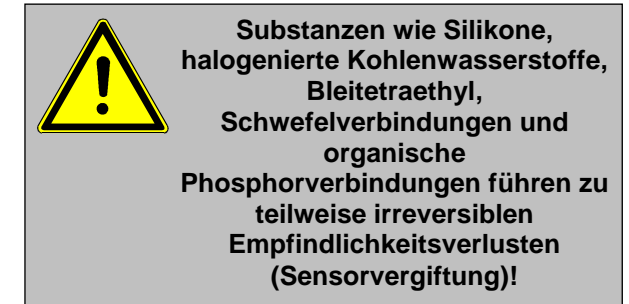 Substanzen wie Silikone,
halogenierte Kohlenwasserstoffe,
Bleitetraethyl,
Schwefelverbindungen und
organische
Phosphorverbindungen führen zu
teilweise irreversiblen
Empfindlichkeitsverlusten
(Sensorvergiftung)!